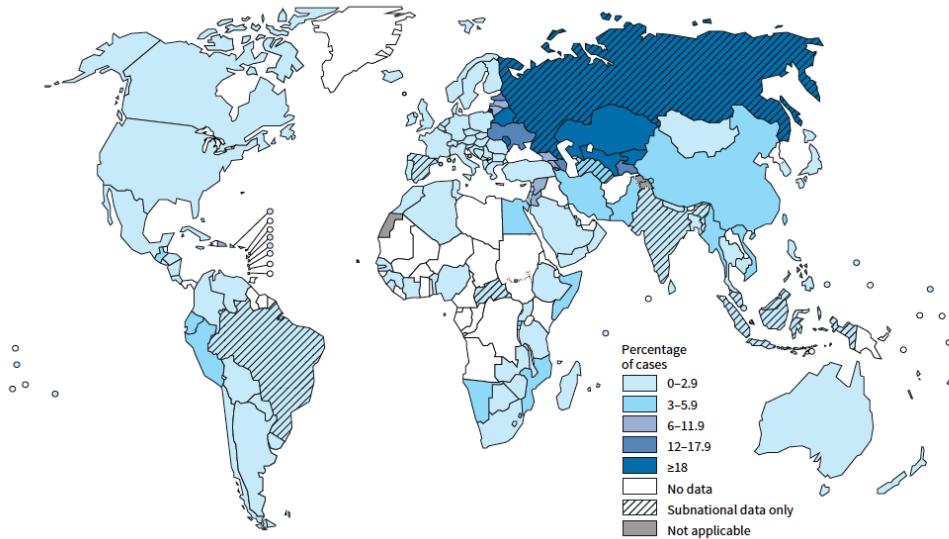 Percentage
of cases
0–2.9
3–5.9
6–11.9
12–17.9
≥18
No data
Subnational data only
Not applicable